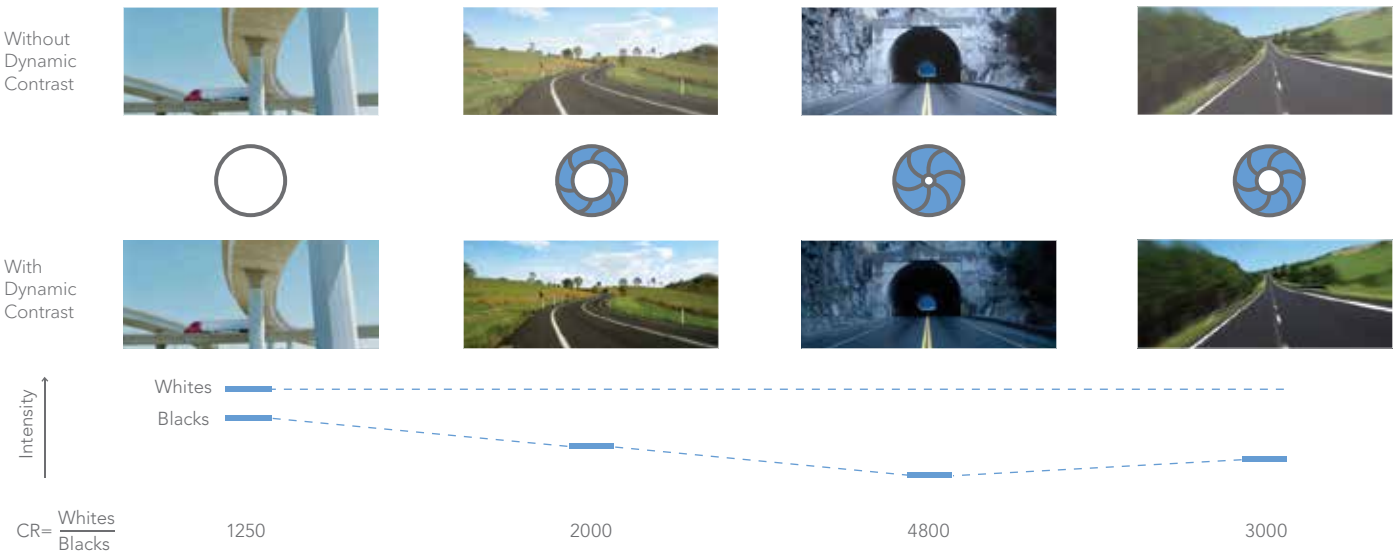 Without
Dynamic
Contrast
With
Dynamic
Contrast
Intensity
Whites
Blacks
CR= Whites
Blacks
1250 2000 4800 3000